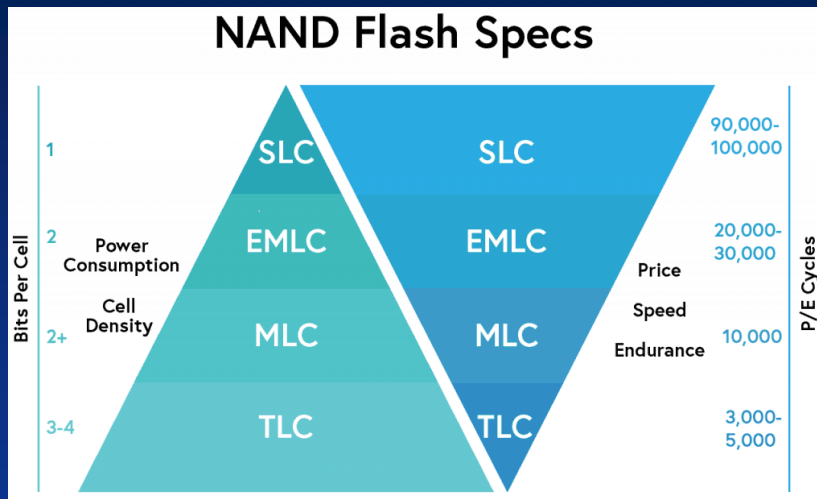 NAND Flash Specs
Bits Per Cell
1
2
2+
3-4
Power
Consumption
Cell
Density
SLC
EMLC
MLC
TLC
SLC
EMLC
MLC
TLC
Price
Speed
Endurance
90,000-
100,000
20,000-
30,000
10,000
3,000-
5,000
P/E Cycles